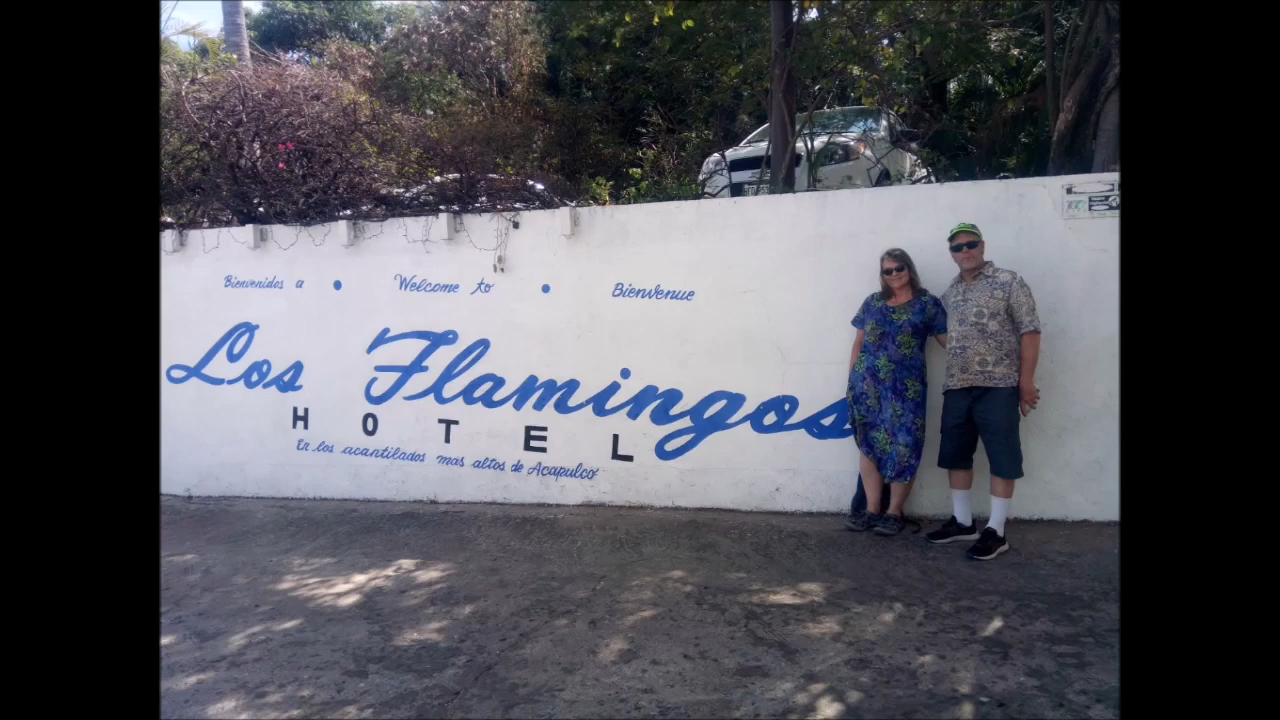 Bienvenidos a • Welcome to • Bienvenue
Los Flamingos
HOTEL
En los acantilados mas altos de Acapulco